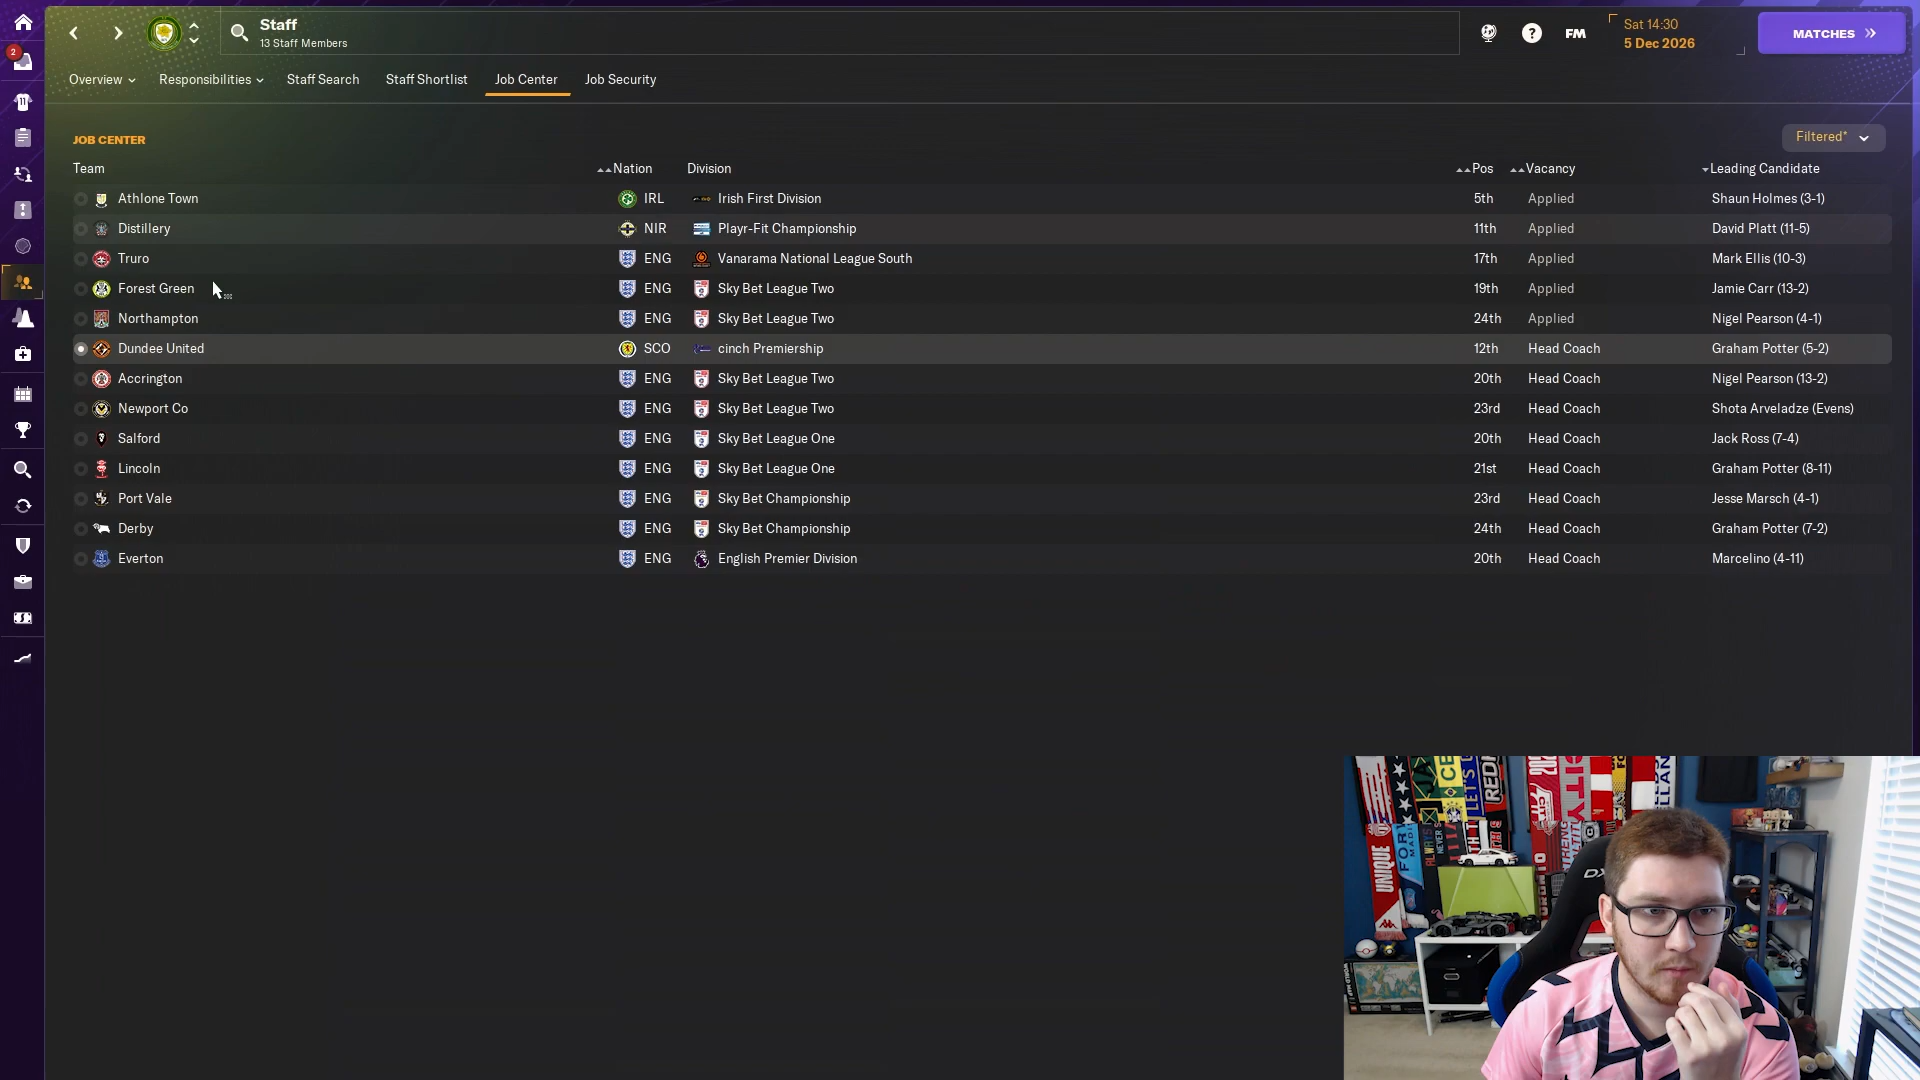 Staff
13 Staff Members
FM
Sat 14:30
5 Dec 2026
MATCHES
2
Overview
Responsibilities
Staff Search
Staff Shortlist
Job Center
Job Security
JOB CENTER
Filtered*
Team Nation Division Pos Vacancy Leading Candidate
Athlone Town IRL Irish First Division 5th Applied Shaun Holmes (3-1)
Distillery NIR Playr-Fit Championship 11th Applied David Platt (11-5)
Truro ENG Vanarama National League South 17th Applied Mark Ellis (10-3)
Forest Green ENG Sky Bet League Two 19th Applied Jamie Carr (13-2)
Northampton ENG Sky Bet League Two 24th Applied Nigel Pearson (4-1)
Dundee United SCO cinch Premiership 12th Head Coach Graham Potter (5-2)
Accrington ENG Sky Bet League Two 20th Head Coach Nigel Pearson (13-2)
Newport Co ENG Sky Bet League Two 23rd Head Coach Shota Arveladze (Evens)
Salford ENG Sky Bet League One 20th Head Coach Jack Ross (7-4)
Lincoln ENG Sky Bet League One 21st Head Coach Graham Potter (8-11)
Port Vale ENG Sky Bet Championship 23rd Head Coach Jesse Marsch (4-1)
Derby ENG Sky Bet Championship 24th Head Coach Graham Potter (7-2)
Everton ENG English Premier Division 20th Head Coach Marcelino (4-11)
UNIQUE
CITY
LET'S